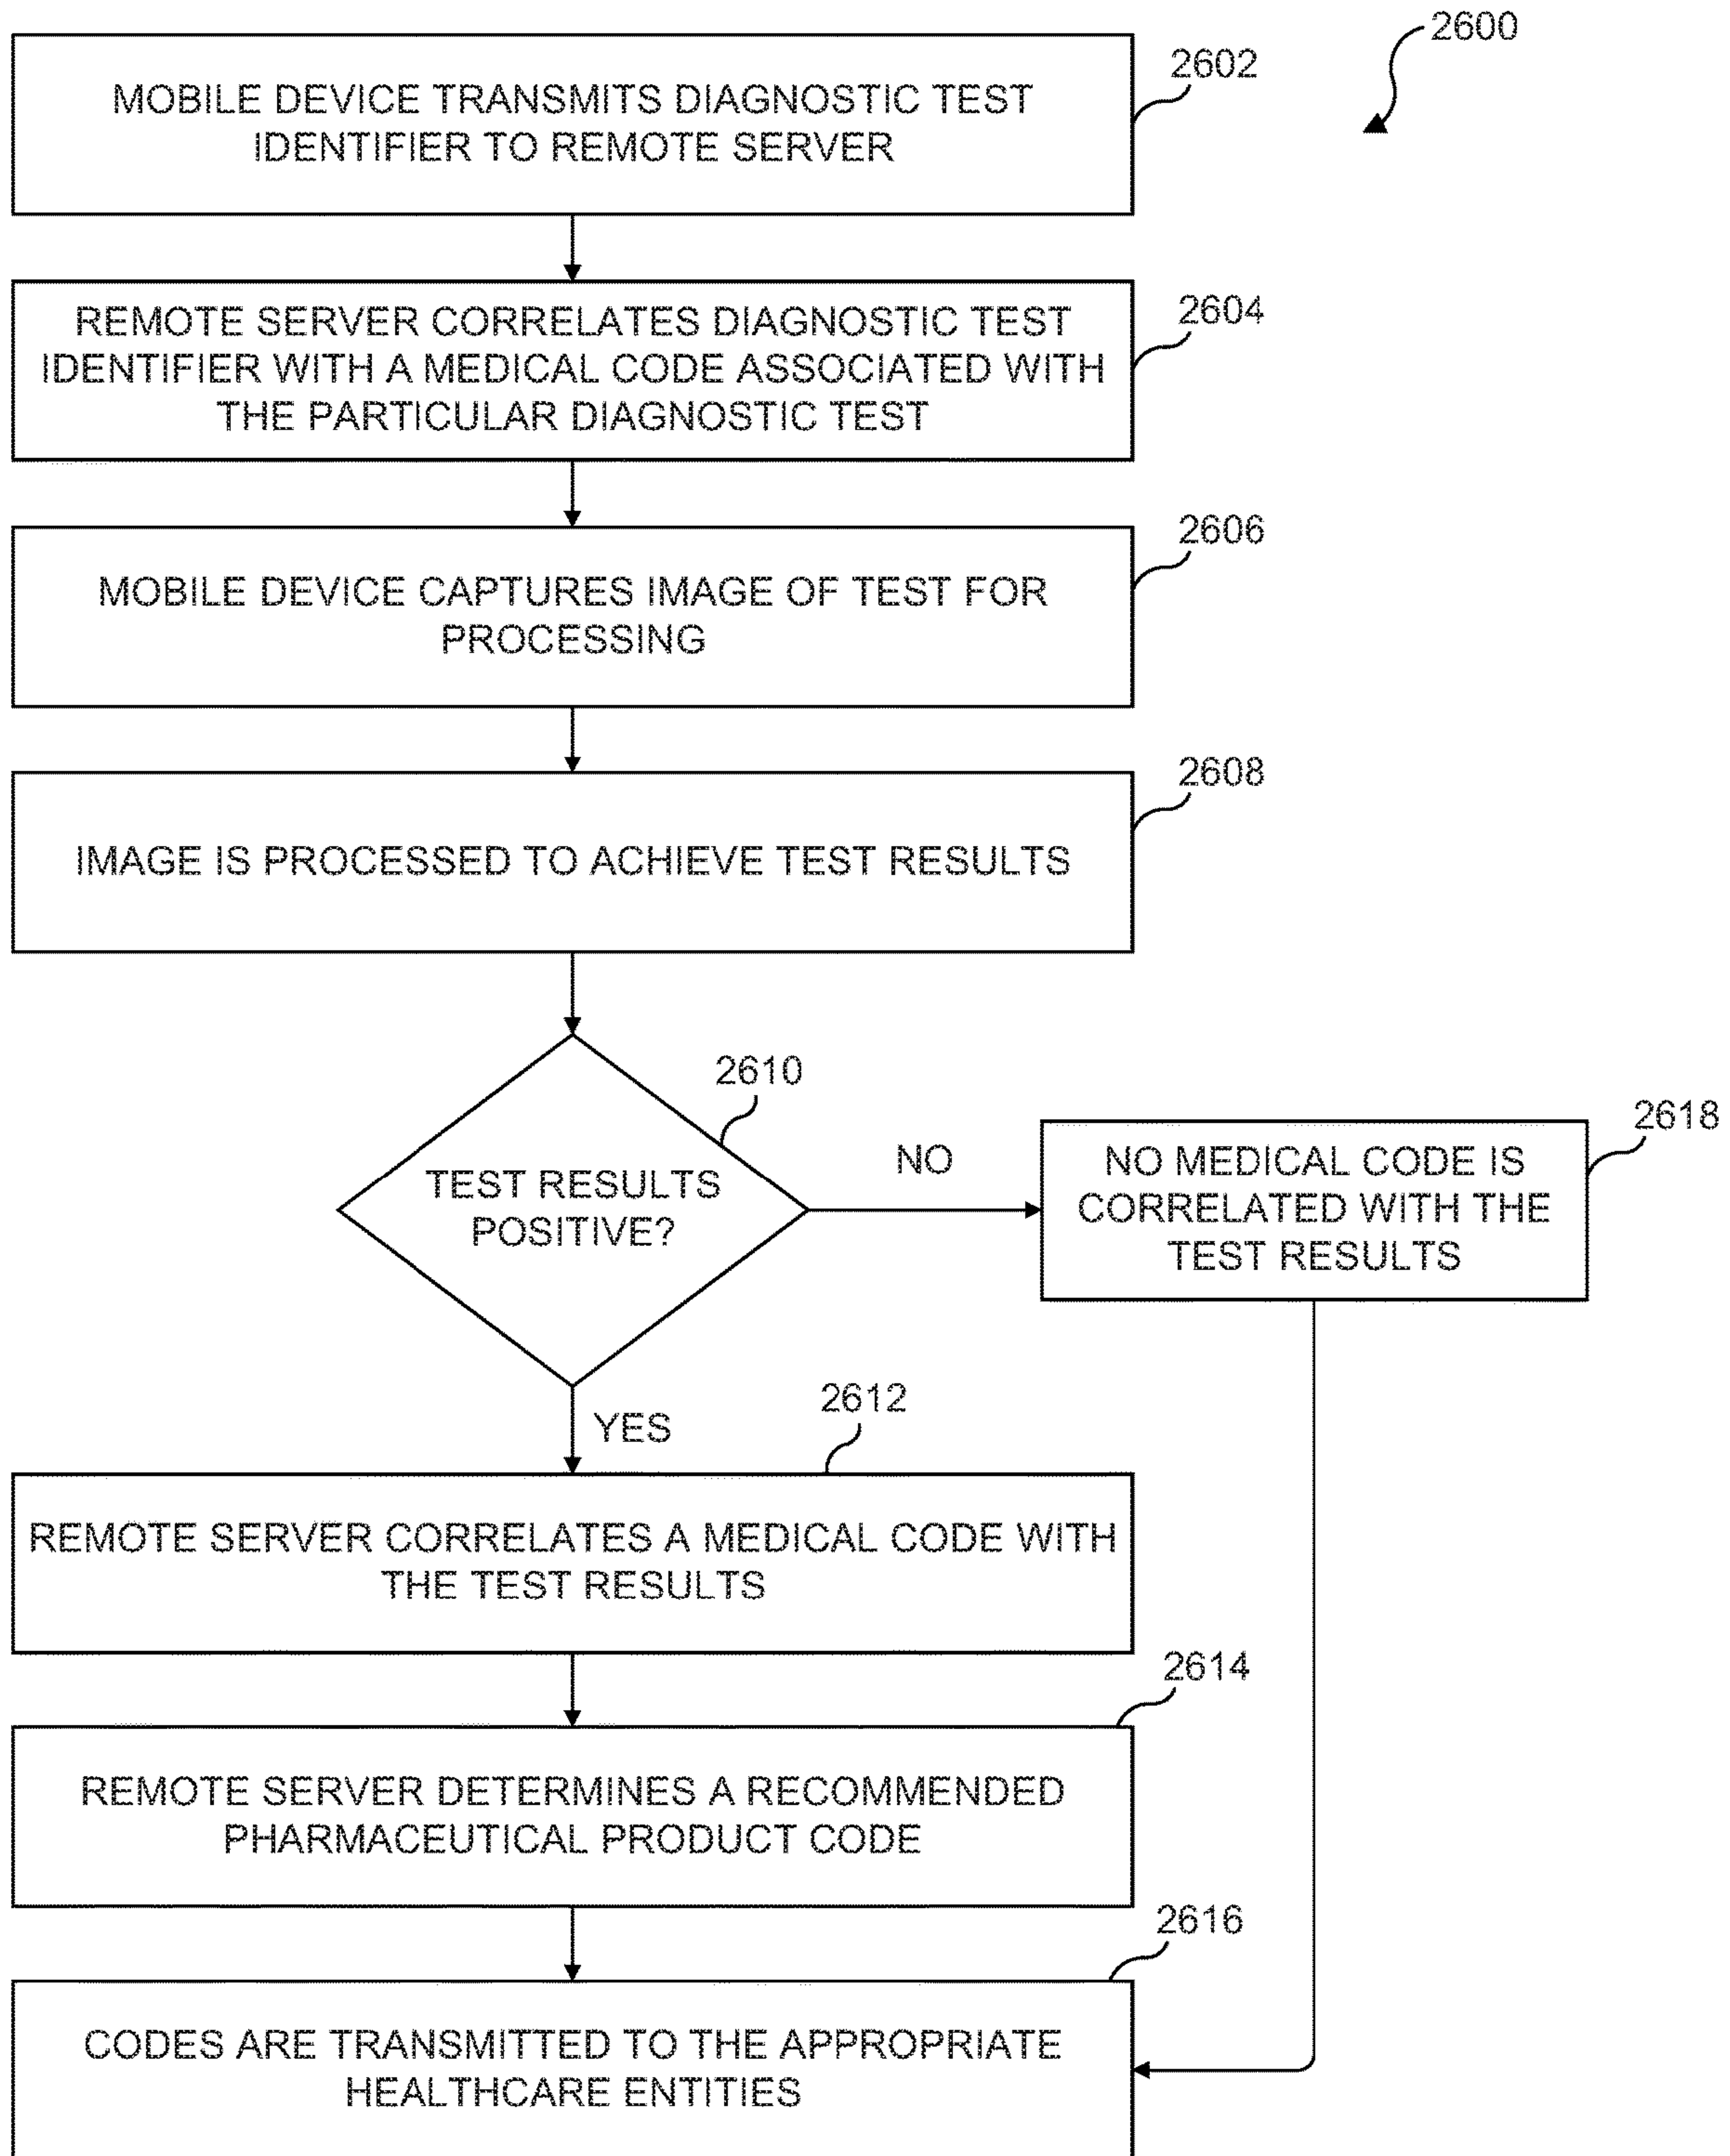 2600
2602
MOBILE DEVICE TRANSMITS DIAGNOSTIC TEST
IDENTIFIER TO REMOTE SERVER
2604
REMOTE SERVER CORRELATES DIAGNOSTIC TEST
IDENTIFIER WITH A MEDICAL CODE ASSOCIATED WITH
THE PARTICULAR DIAGNOSTIC TEST
2606
MOBILE DEVICE CAPTURES IMAGE OF TEST FOR
PROCESSING
2608
IMAGE IS PROCESSED TO ACHIEVE TEST RESULTS
2610
TEST RESULTS
POSITIVE?
NO
2618
NO MEDICAL CODE IS
CORRELATED WITH THE
TEST RESULTS
YES
2612
REMOTE SERVER CORRELATES A MEDICAL CODE WITH
THE TEST RESULTS
2614
REMOTE SERVER DETERMINES A RECOMMENDED
PHARMACEUTICAL PRODUCT CODE
2616
CODES ARE TRANSMITTED TO THE APPROPRIATE
HEALTHCARE ENTITIES